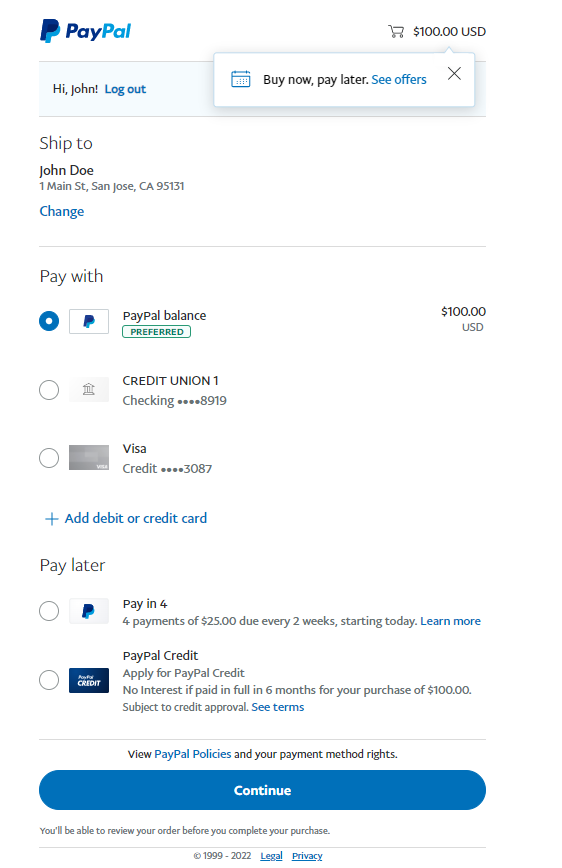 PayPal
$100.00 USD
Buy now, pay later. See offers
Hi, John! Log out
Ship to
John Doe
1 Main St, San Jose, CA 95131
Change
Pay with
PayPal balance
$100.00
PREFERRED
USD
CREDIT UNION 1
Checking ••••8919
VISA
Visa
Credit ••••3087
+ Add debit or credit card
Pay later
Pay in 4
4 payments of $25.00 due every 2 weeks, starting today. Learn more
PayPal Credit
Apply for PayPal Credit
PayPal
CREDIT
No Interest if paid in full in 6 months for your purchase of $100.00.
Subject to credit approval. See terms
View PayPal Policies and your payment method rights.
Continue
You'll be able to review your order before you complete your purchase.
© 1999 - 2022 Legal Privacy